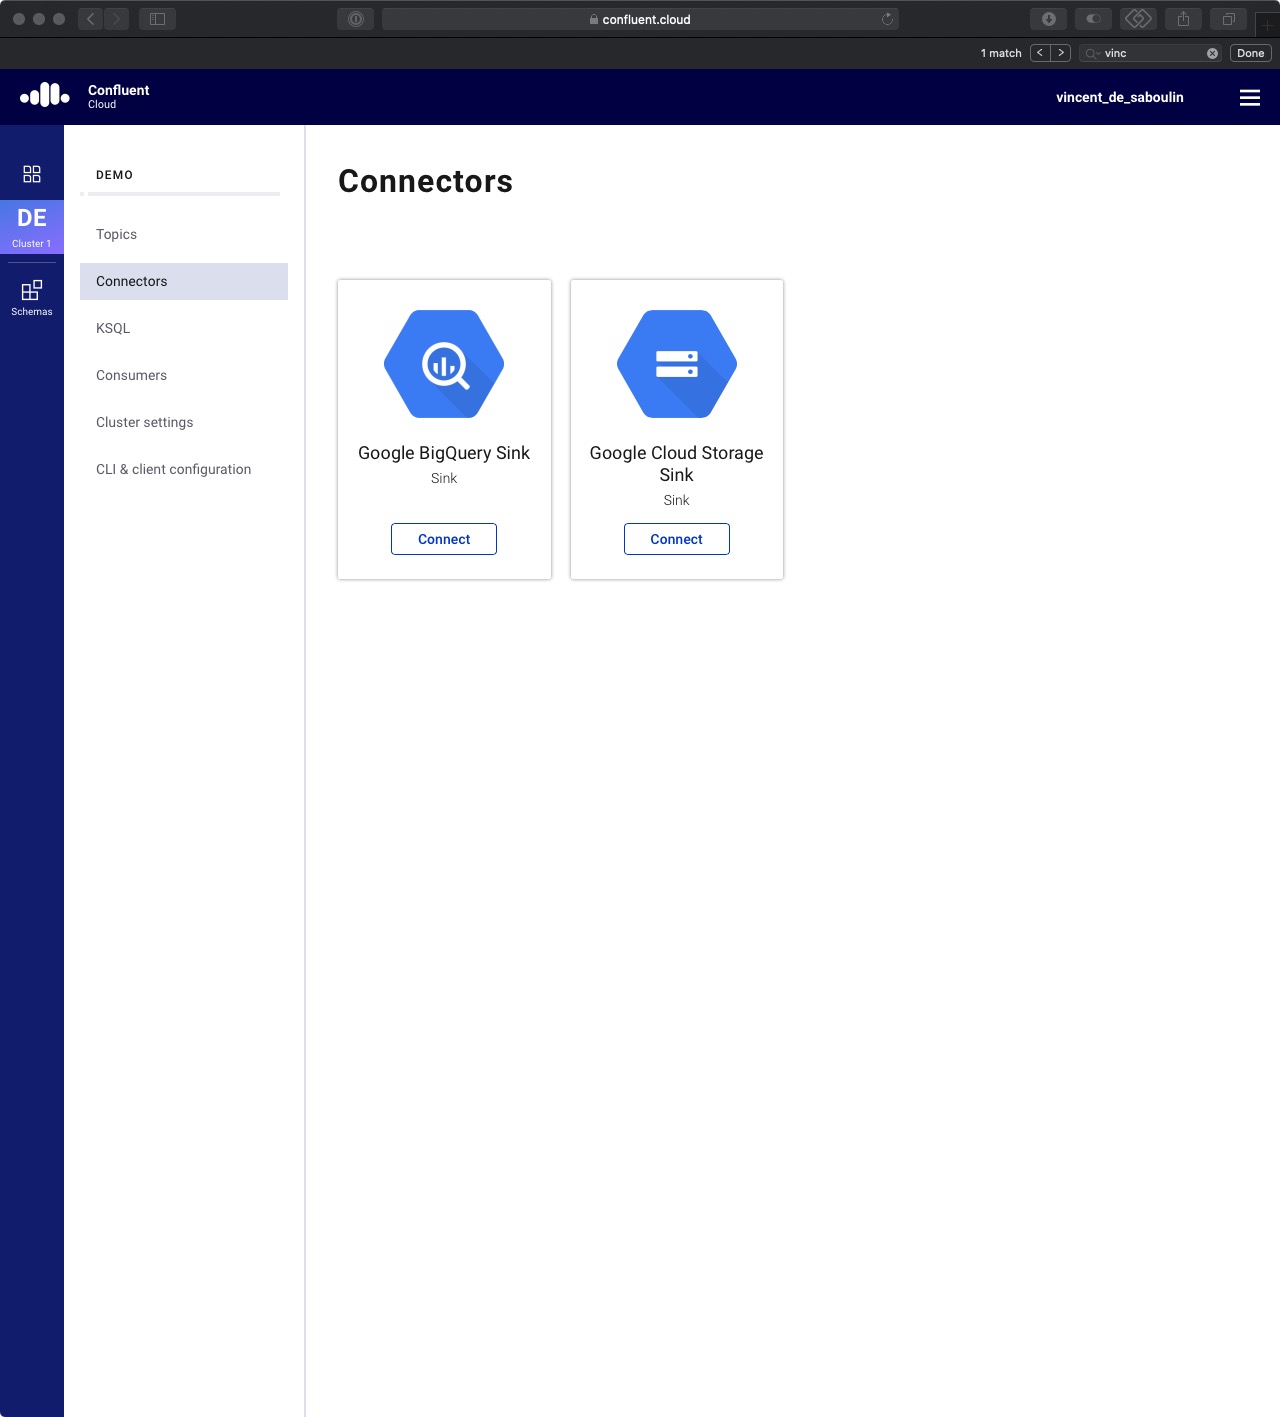 confluent.cloud
1 match
vinc
Done
Confluent
Cloud
vincent_de_saboulin
DE
Cluster 1
Schemas
DEMO
Topics
Connectors
KSQL
Consumers
Cluster settings
CLI & client configuration
Connectors
Google BigQuery Sink
Sink
Connect
Google Cloud Storage
Sink
Sink
Connect